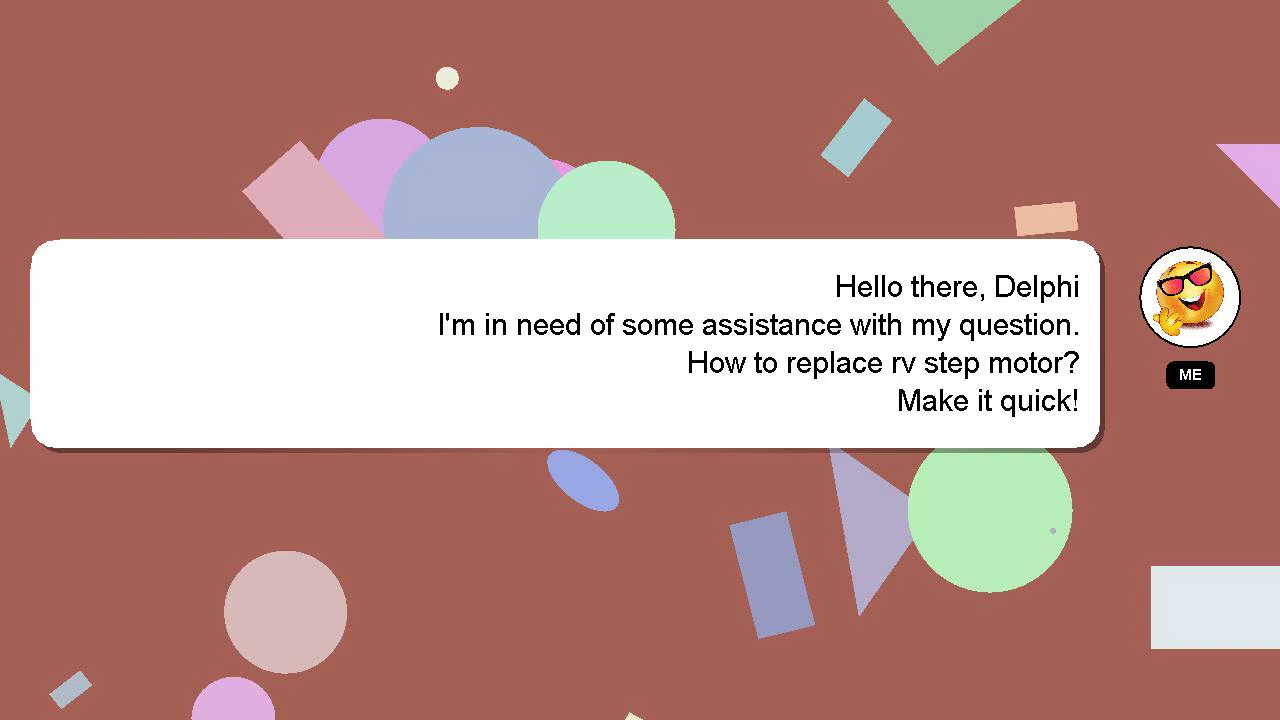 Hello there, Delphi
I'm in need of some assistance with my question.
How to replace rv step motor?
Make it quick!
ME